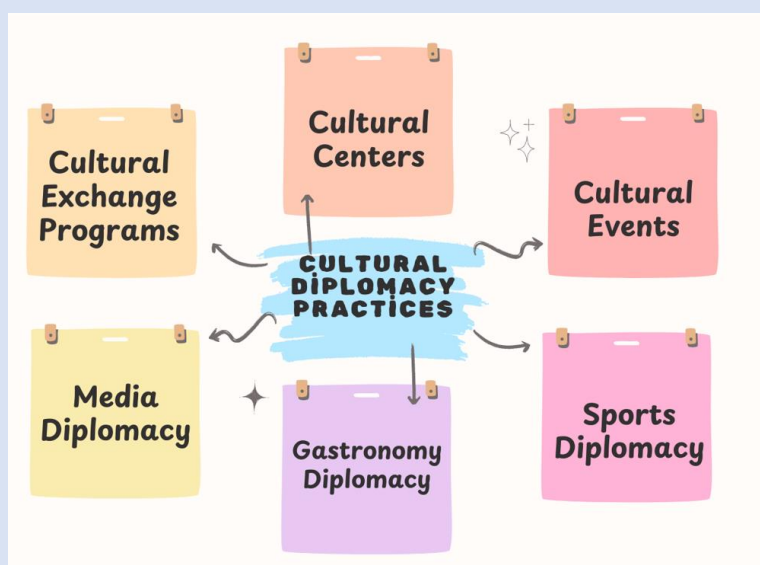 Cultural
Centers
Cultural
Exchange
Programs
Cultural
Events
CULTURAL
DİPLOMACY
PRACTİCES
Media
Diplomacy
Gastronomy
Diplomacy
Sports
Diplomacy